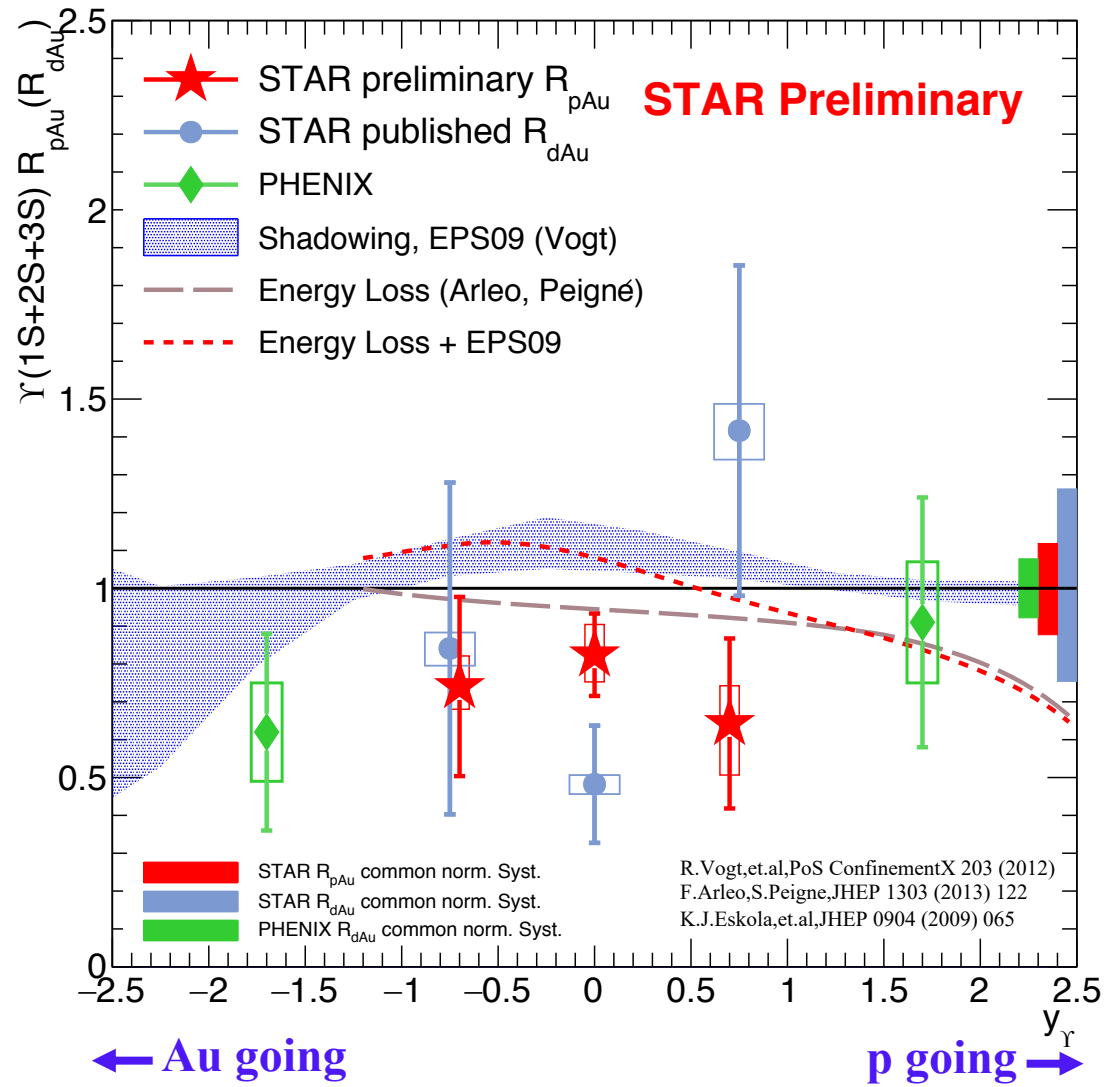 ϒ(1S+2S+3S) R_pAu (R_dAu)
STAR preliminary R_pAu
STAR published R_dAu
PHENIX
Shadowing, EPS09 (Vogt)
Energy Loss (Arleo, Peigné)
Energy Loss + EPS09
STAR Preliminary
2.5
2
1.5
1
0.5
0
STAR R_pAu common norm. Syst.
STAR R_dAu common norm. Syst.
PHENIX R_dAu common norm. Syst.
R.Vogt,et.al,PoS ConfinementX 203 (2012)
F.Arleo,S.Peigne,JHEP 1303 (2013) 122
K.J.Eskola,et.al,JHEP 0904 (2009) 065
−2.5 −2 −1.5 −1 −0.5 0 0.5 1 1.5 2 2.5
y_ϒ
← Au going
p going →